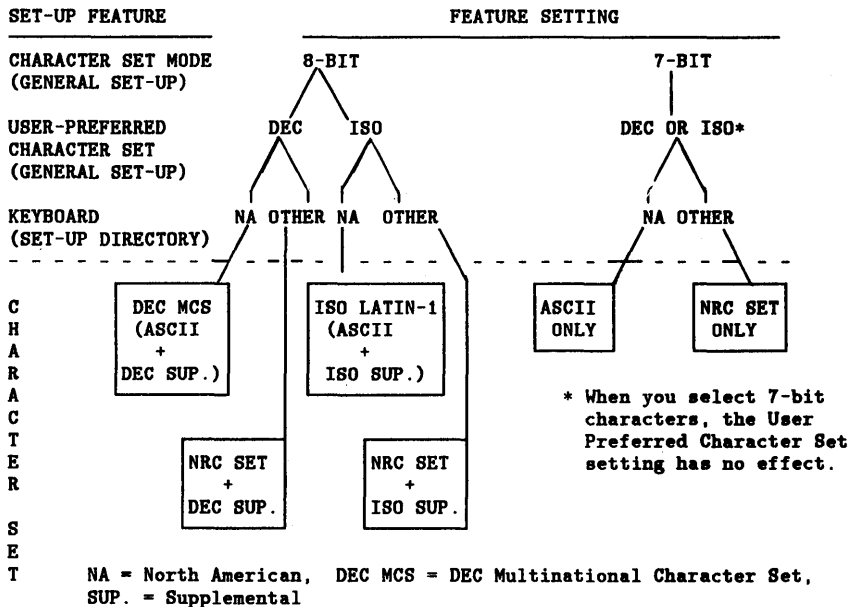 SET-UP FEATURE FEATURE SETTING
CHARACTER SET MODE 8-BIT 7-BIT
(GENERAL SET-UP)
USER-PREFERRED DEC ISO DEC OR ISO*
CHARACTER SET
(GENERAL SET-UP)
KEYBOARD NA OTHER NA OTHER NA OTHER
(SET-UP DIRECTORY)
CHARACTER SET
DEC MCS
(ASCII
+
DEC SUP.)
ISO LATIN-1
(ASCII
+
ISO SUP.)
ASCII
ONLY
NRC SET
ONLY
* When you select 7-bit
characters, the User
Preferred Character Set
setting has no effect.
NRC SET
+
DEC SUP.
NRC SET
+
ISO SUP.
NA = North American, DEC MCS = DEC Multinational Character Set,
SUP. = Supplemental